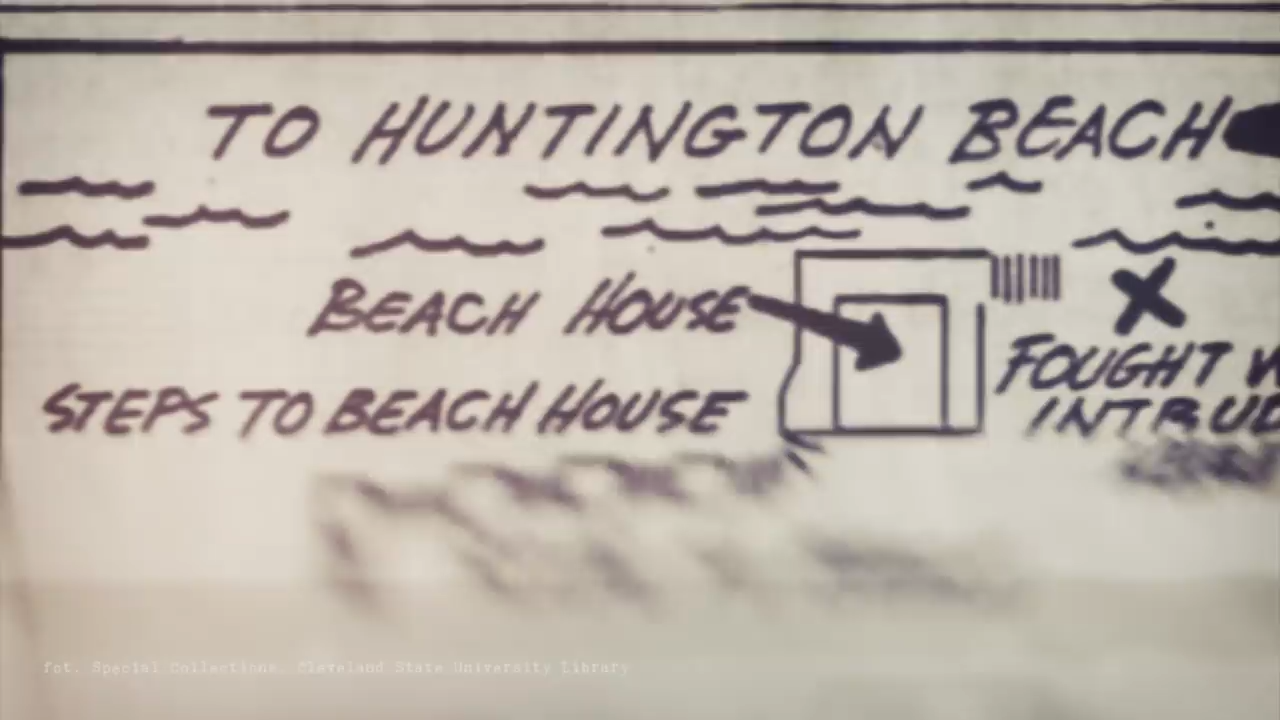 TO HUNTINGTON BEACH
BEACH HOUSE
FOUGHT
STEPS TO BEACH HOUSE
fot. Special Collections. Cleveland State University Library